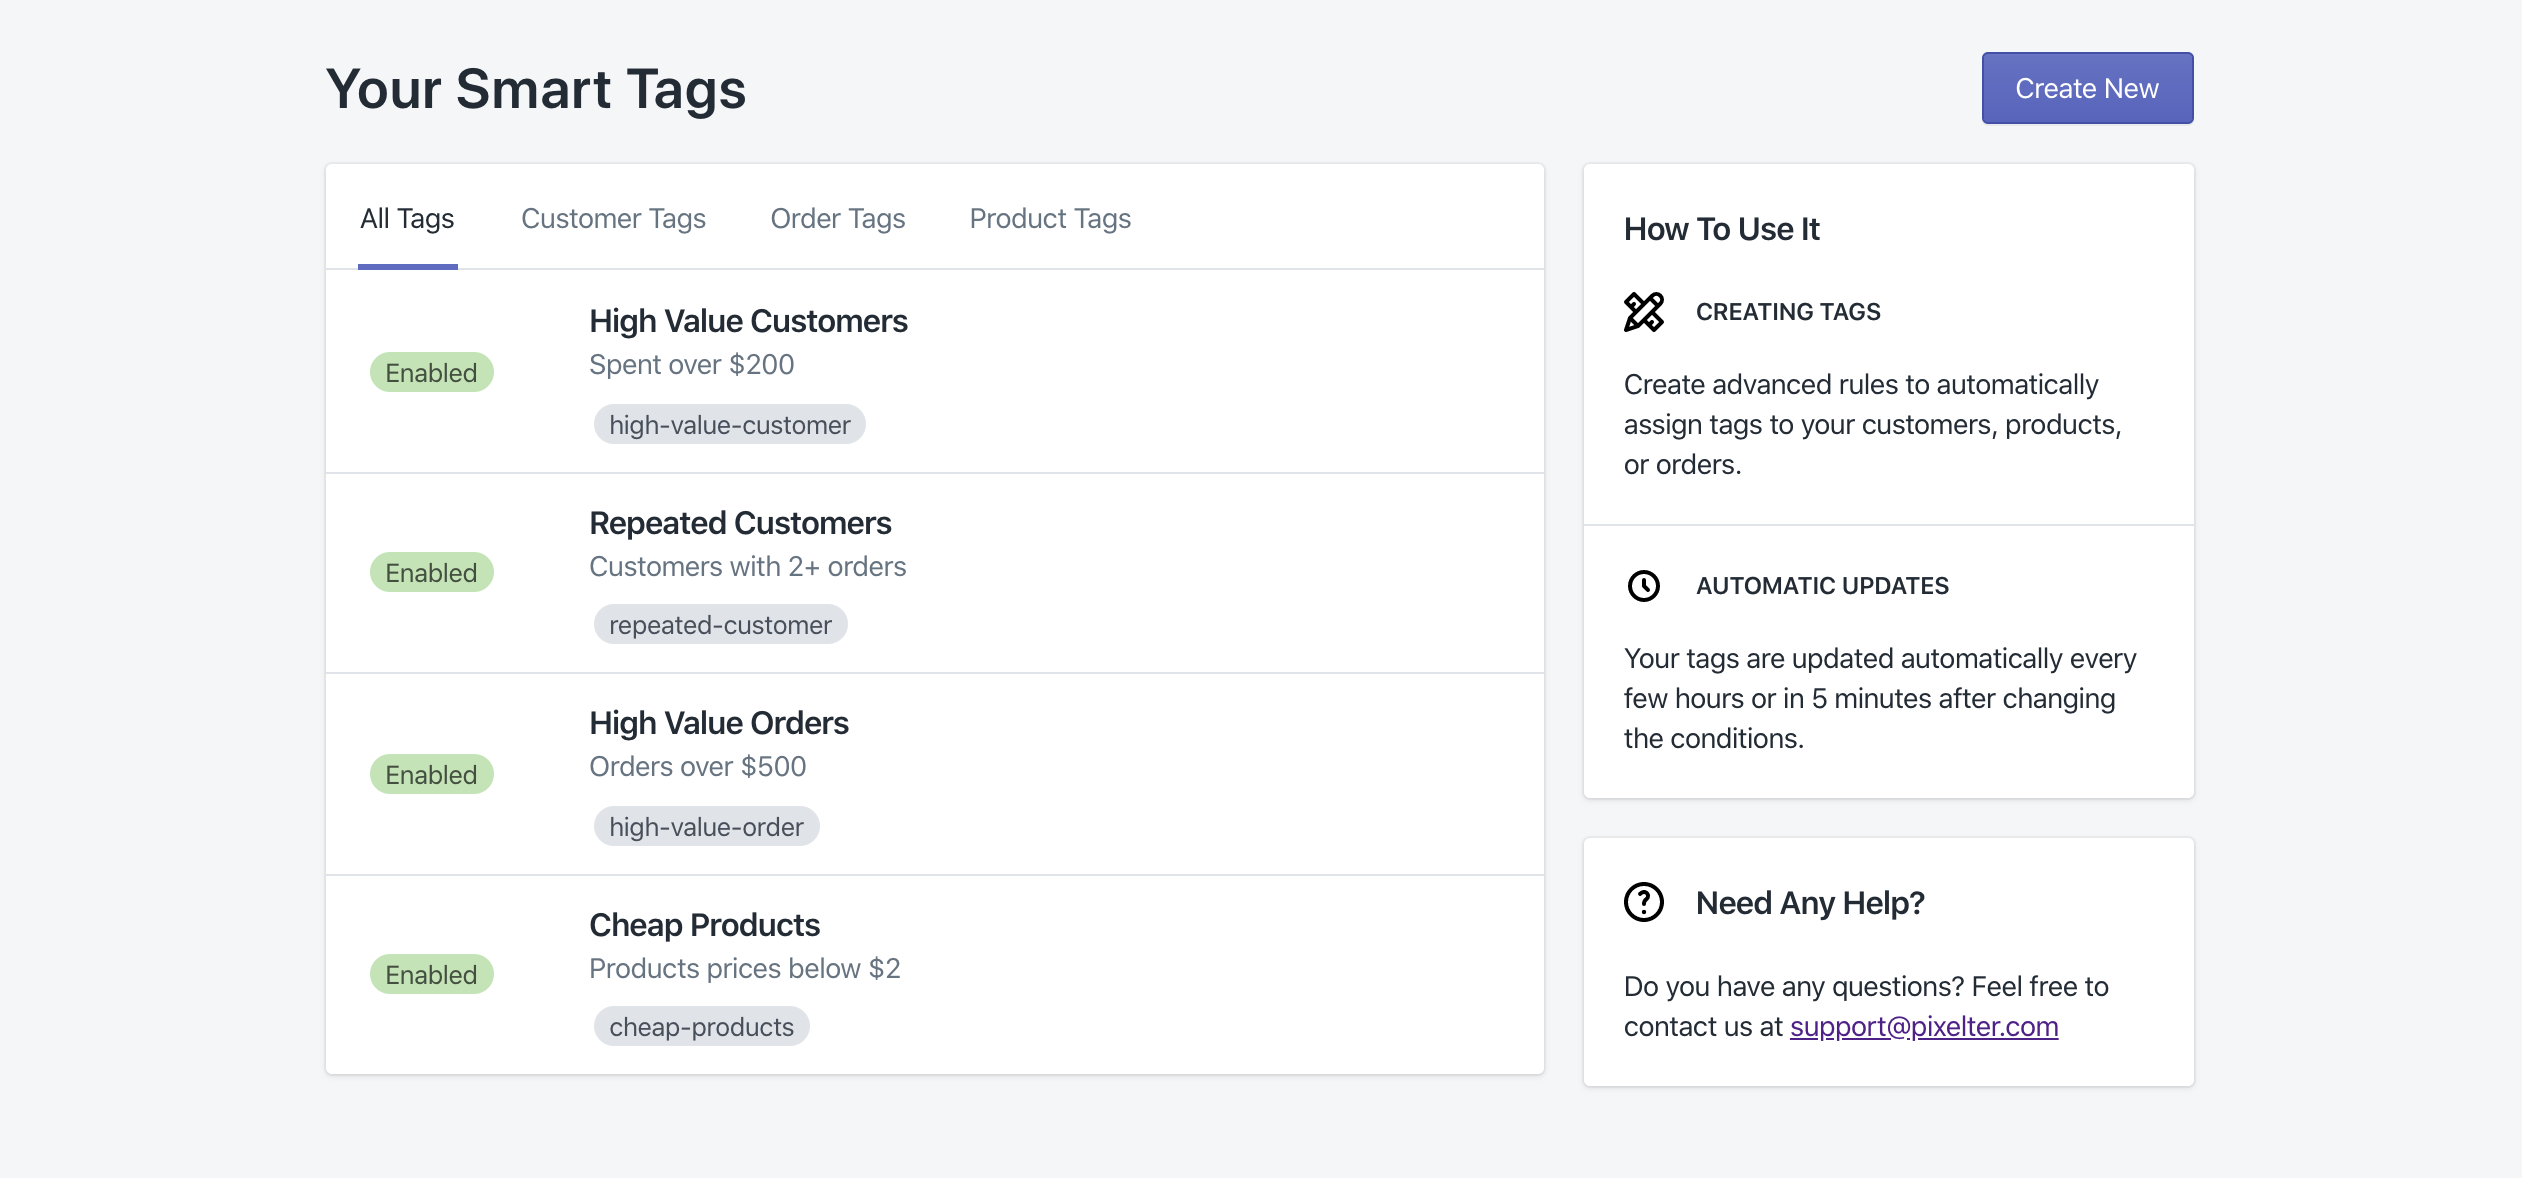 Your Smart Tags
Create New
All Tags
Customer Tags
Order Tags
Product Tags
Enabled
High Value Customers
Spent over $200
high-value-customer
Enabled
Repeated Customers
Customers with 2+ orders
repeated-customer
Enabled
High Value Orders
Orders over $500
high-value-order
Enabled
Cheap Products
Products prices below $2
cheap-products
How To Use It
CREATING TAGS
Create advanced rules to automatically
assign tags to your customers, products,
or orders.
AUTOMATIC UPDATES
Your tags are updated automatically every
few hours or in 5 minutes after changing
the conditions.
Need Any Help?
Do you have any questions? Feel free to
contact us at support@pixelter.com